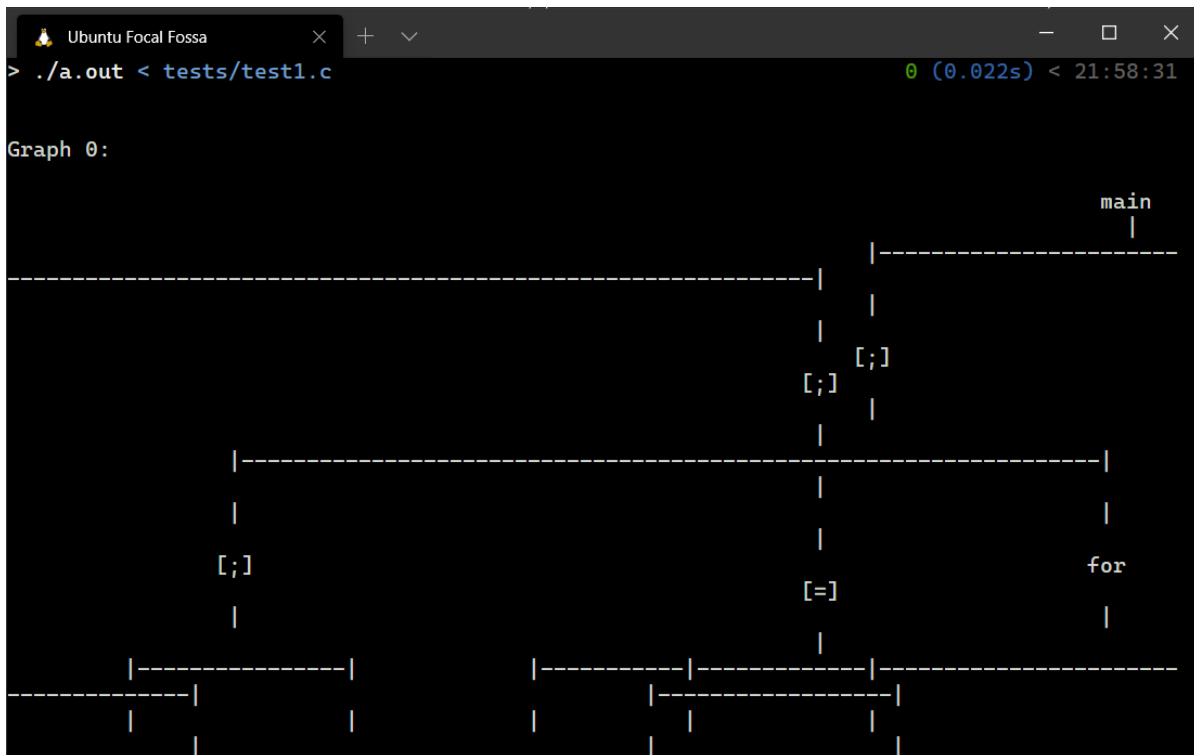 Ubuntu Focal Fossa
> ./a.out < tests/test1.c 0 (0.022s) < 21:58:31
Graph 0:
main
|
|-----------------------
--------------------------------------------------------------|
|
|
[;]
[;]
|
|
|------------------------------------------------------------------|
|
| |
|
[;] for
[=]
| |
|
|----------------| |-----------|-------------|-----------------------
--------------| |------------------|
| | | | |
| | |